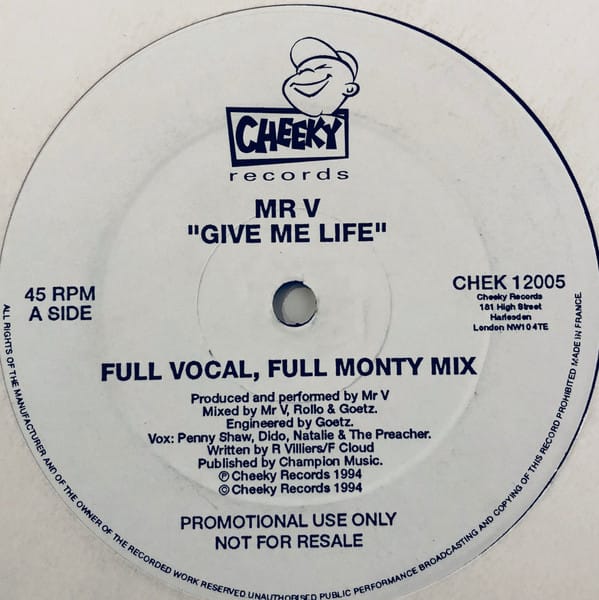 CHEEKY
records
MR V
"GIVE ME LIFE"
45 RPM
A SIDE
CHEK 12005
Cheeky Records
181 High Street
Harlesden
London NW10 4TE
FULL VOCAL, FULL MONTY MIX
Produced and performed by Mr V
Mixed by Mr V, Rollo & Goetz.
Engineered by Goetz.
Vox: Penny Shaw, Dido, Natalie & The Preacher.
Written by R Villiers/F Cloud
Published by Champion Music.
℗ Cheeky Records 1994
© Cheeky Records 1994
PROMOTIONAL USE ONLY
NOT FOR RESALE
ALL RIGHTS OF THE MANUFACTURER AND OF THE OWNER OF THE RECORDED WORK RESERVED UNAUTHORISED PUBLIC PERFORMANCE BROADCASTING AND COPYING OF THIS RECORD PROHIBITED MADE IN FRANCE